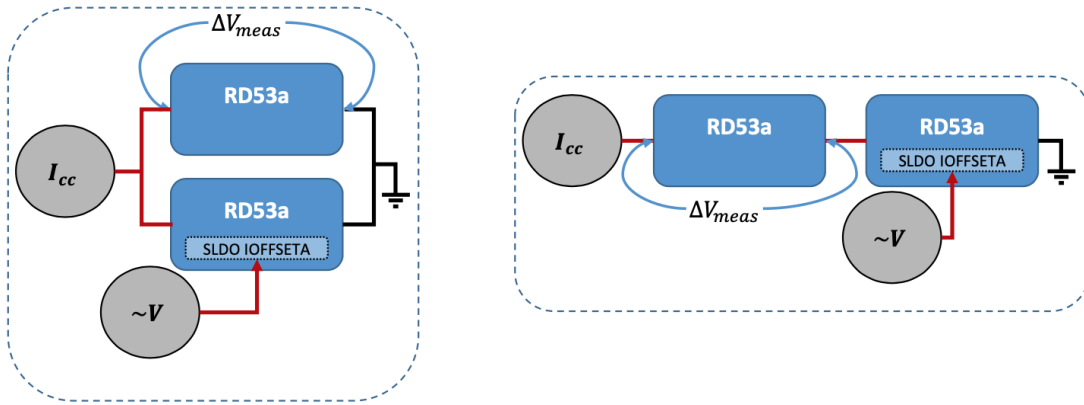 ΔV_meas
RD53a
I_cc
RD53a
SLDO IOFFSETA
~V
I_cc
RD53a
RD53a
SLDO IOFFSETA
ΔV_meas
~V